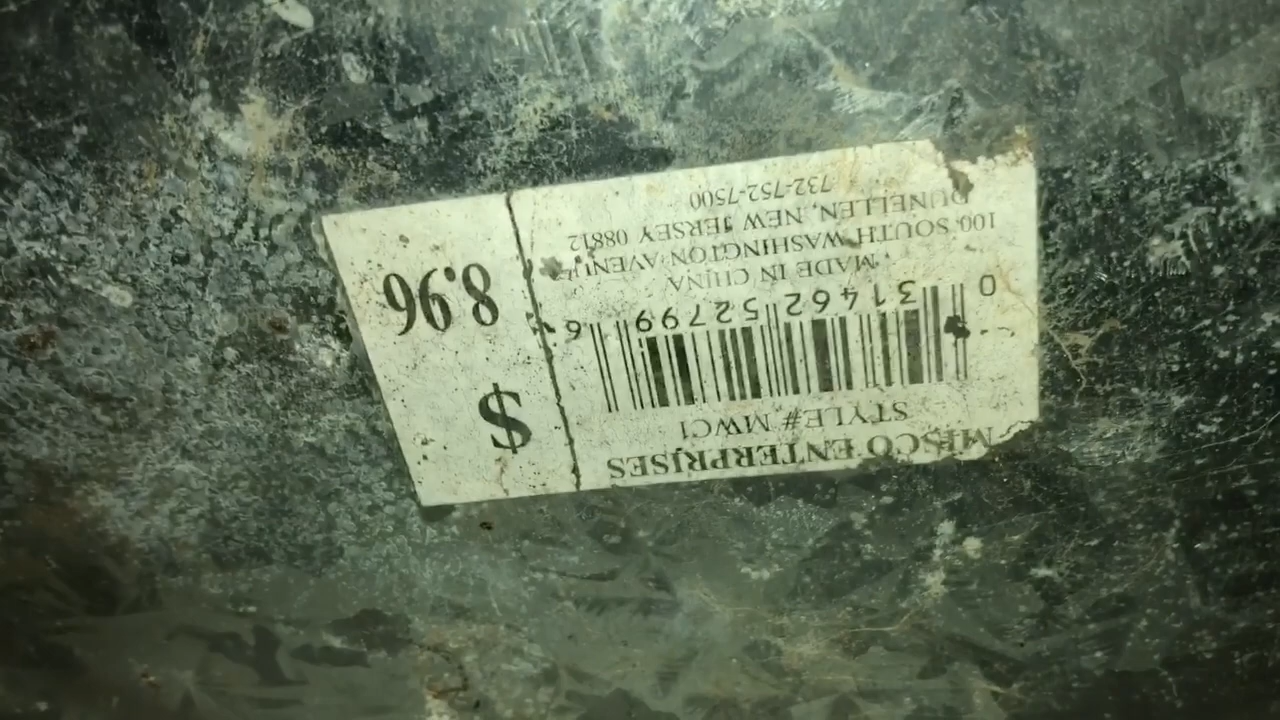 MISCO ENTERPRISES
STYLE# MWC1
0 31462 52799 6
MADE IN CHINA
100 SOUTH WASHINGTON AVENUE
DUNELLEN, NEW JERSEY 08812
732-752-7500
$ 8.96